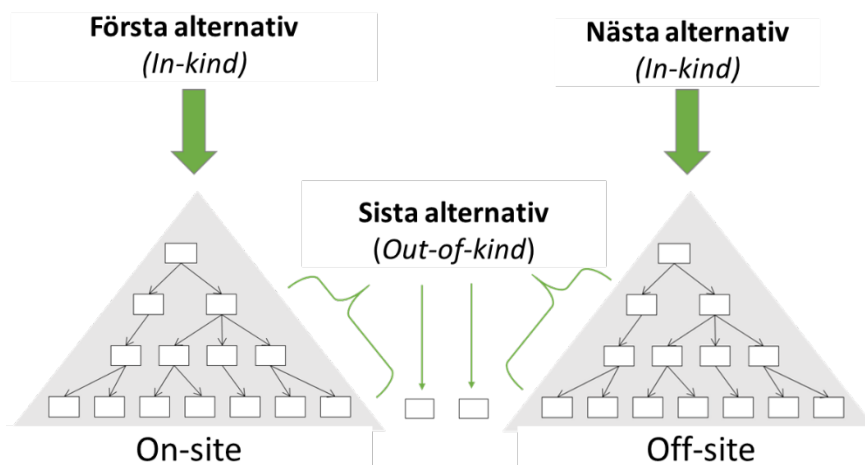 Första alternativ
(In-kind)
Nästa alternativ
(In-kind)
Sista alternativ
(Out-of-kind)
On-site
Off-site